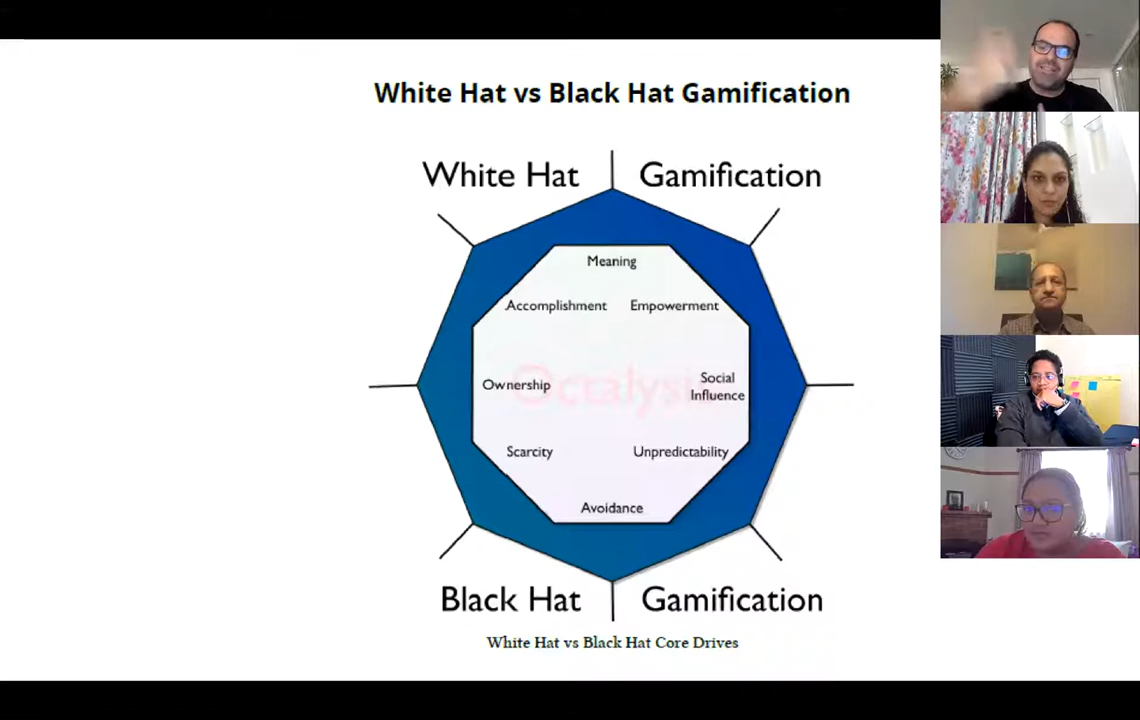 White Hat vs Black Hat Gamification
White Hat Gamification
Meaning
Accomplishment Empowerment
Ownership
Social
Influence
Octalysis
Scarcity Unpredictability
Avoidance
Black Hat Gamification
White Hat vs Black Hat Core Drives